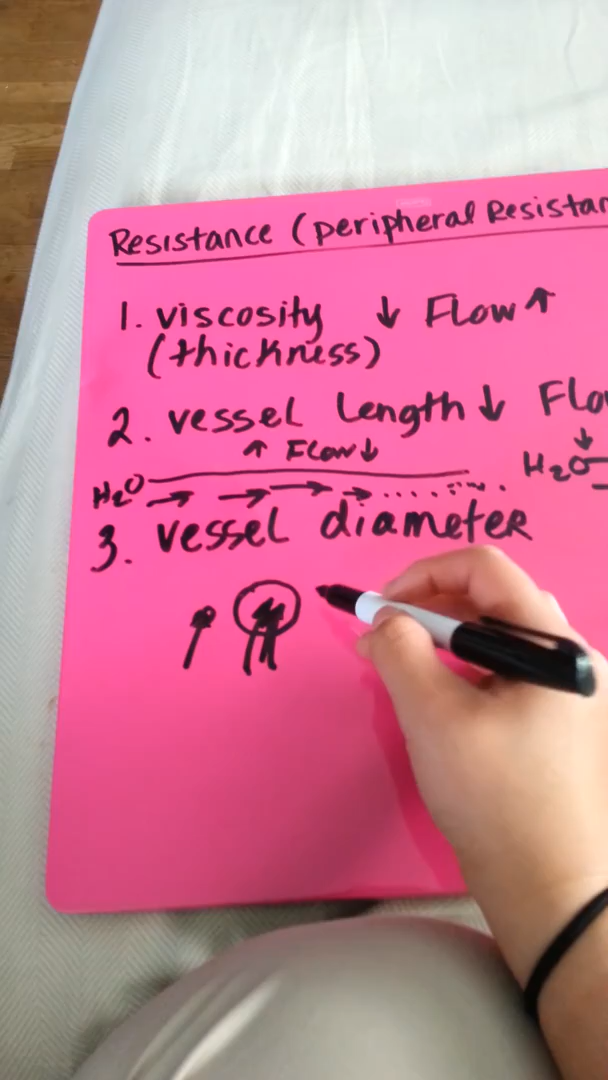 Resistance (peripheral Resistan
1. viscosity ↓ Flow ↑
(thickness)
2. vessel length ↓ Flo
↑ Flow ↓
H₂O → → → → ↓ H₂O
3. vessel diameter